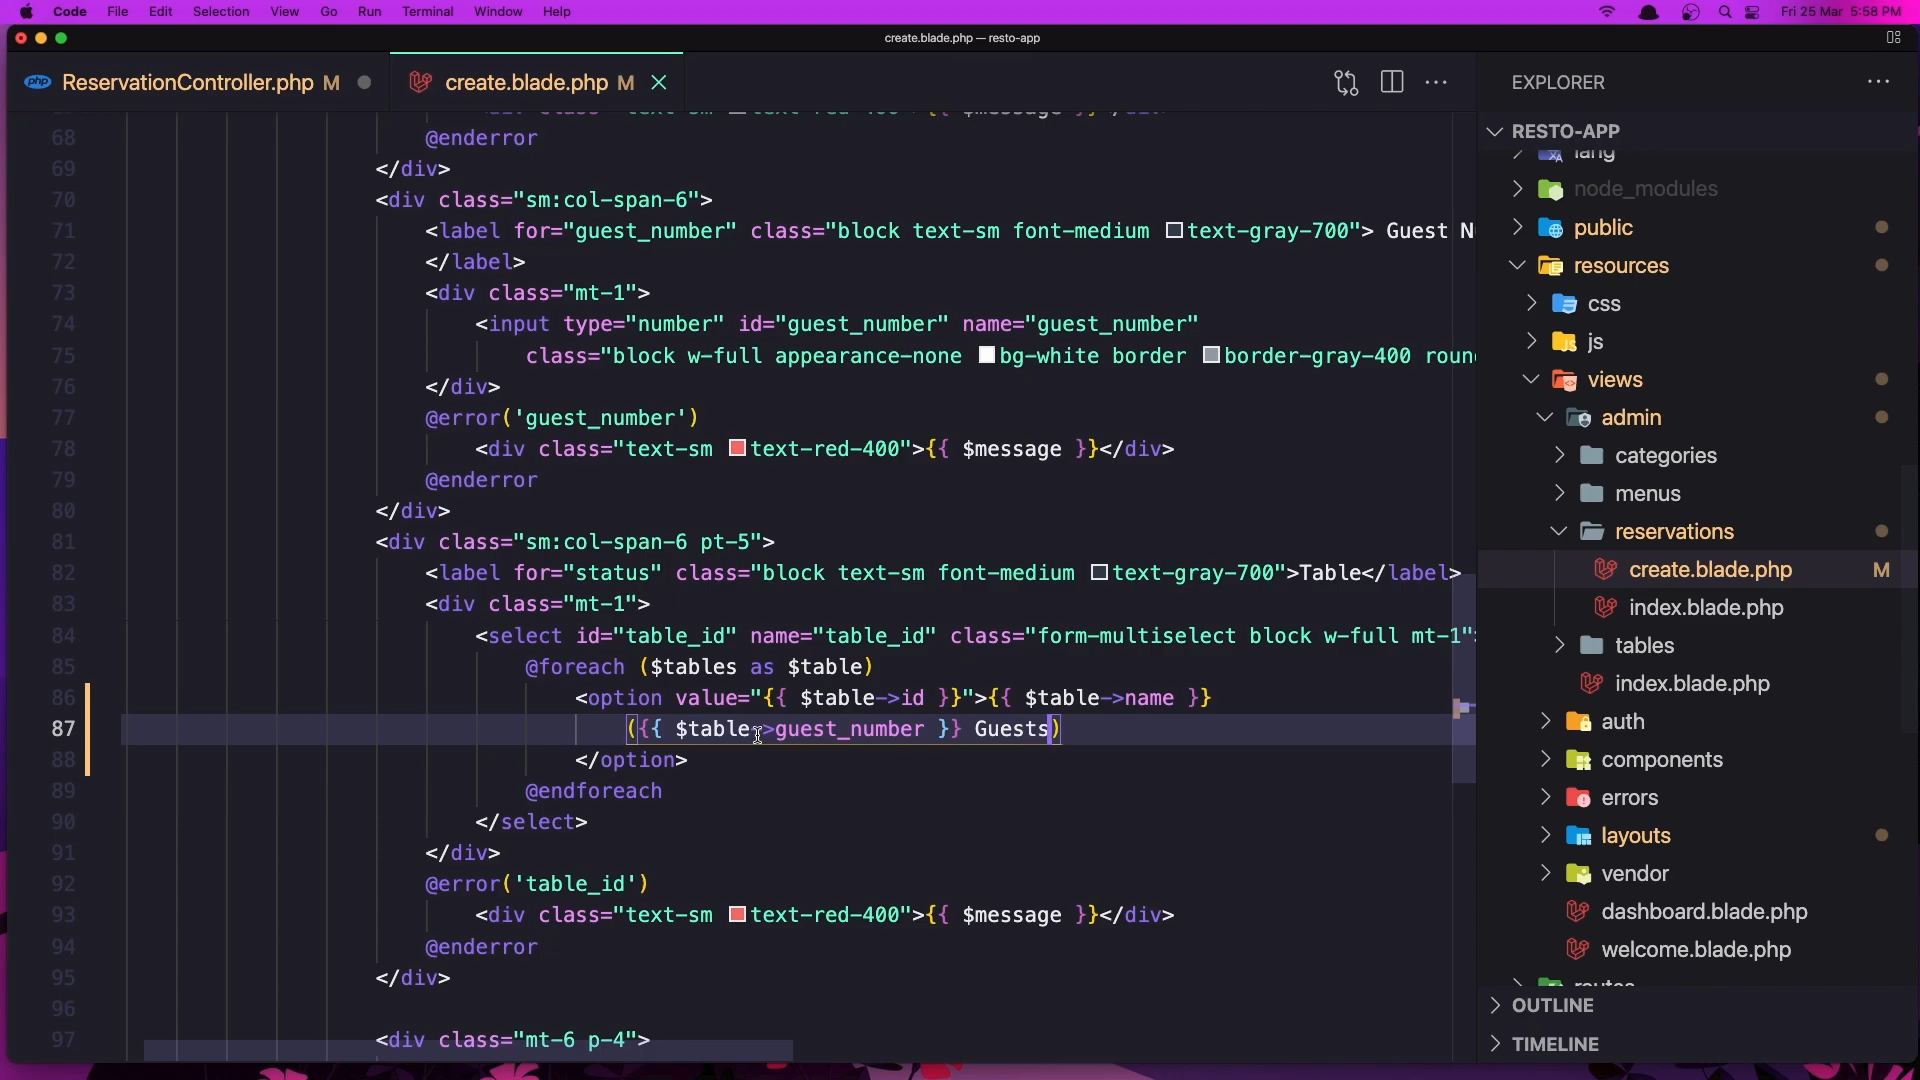 Code File Edit Selection View Go Run Terminal Window Help Fri 25 Mar 5:58 PM
create.blade.php — resto-app
php ReservationController.php M create.blade.php M
68 @enderror
69 </div>
70 <div class="sm:col-span-6">
71 <label for="guest_number" class="block text-sm font-medium text-gray-700"> Guest N
72 </label>
73 <div class="mt-1">
74 <input type="number" id="guest_number" name="guest_number"
75 class="block w-full appearance-none bg-white border border-gray-400 roun
76 </div>
77 @error('guest_number')
78 <div class="text-sm text-red-400">{{ $message }}</div>
79 @enderror
80 </div>
81 <div class="sm:col-span-6 pt-5">
82 <label for="status" class="block text-sm font-medium text-gray-700">Table</label>
83 <div class="mt-1">
84 <select id="table_id" name="table_id" class="form-multiselect block w-full mt-1"
85 @foreach ($tables as $table)
86 <option value="{{ $table->id }}">{{ $table->name }}
87 ({{ $table->guest_number }} Guests)
88 </option>
89 @endforeach
90 </select>
91 </div>
92 @error('table_id')
93 <div class="text-sm text-red-400">{{ $message }}</div>
94 @enderror
95 </div>
96
97 <div class="mt-6 p-4">
EXPLORER
RESTO-APP
lang
node_modules
public
resources
css
js
views
admin
categories
menus
reservations
create.blade.php M
index.blade.php
tables
index.blade.php
auth
components
errors
layouts
vendor
dashboard.blade.php
welcome.blade.php
OUTLINE
TIMELINE